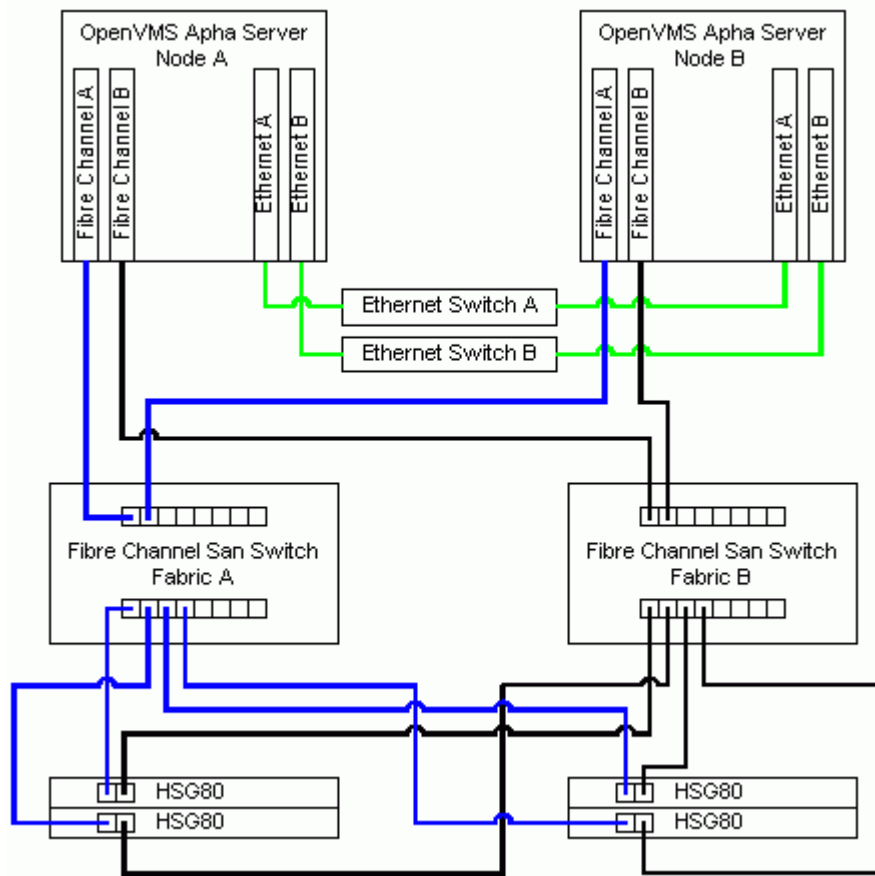 OpenVMS Apha Server
Node A
OpenVMS Apha Server
Node B
Fibre Channel A
Fibre Channel B
Ethernet A
Ethernet B
Fibre Channel A
Fibre Channel B
Ethernet A
Ethernet B
Ethernet Switch A
Ethernet Switch B
Fibre Channel San Switch
Fabric A
Fibre Channel San Switch
Fabric B
HSG80
HSG80
HSG80
HSG80